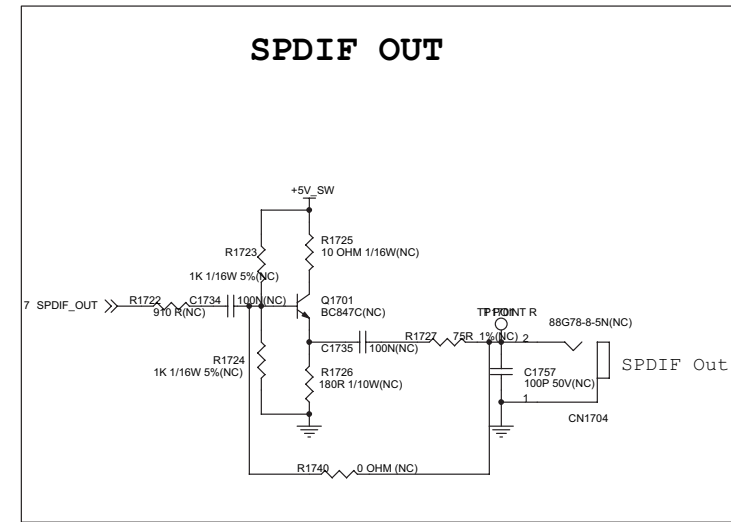 SPDIF OUT
+5V_SW
R1725
10 OHM 1/16W(NC)
R1723
1K 1/16W 5%(NC)
7 SPDIF_OUT
R1722
910 R(NC)
C1734
100N(NC)
Q1701
BC847C(NC)
R1724
1K 1/16W 5%(NC)
C1735
100N(NC)
R1726
180R 1/10W(NC)
R1727
75R 1%(NC)
2
88G78-8-5N(NC)
SPDIF Out
C1757
100P 50V(NC)
1
CN1704
R1740
0 OHM (NC)